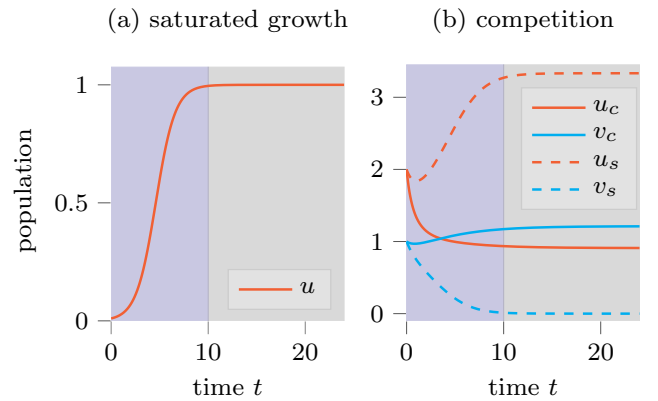 (a) saturated growth
(b) competition
population
1
0.5
0
0
10
20
time t
u
3
2
1
0
0
10
20
time t
u_c
v_c
u_s
v_s